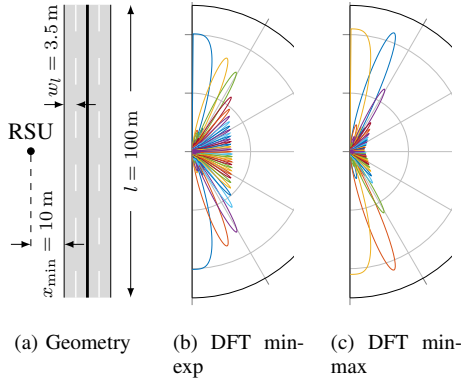 w_l = 3.5 m
RSU
l = 100 m
x_min = 10 m
(a) Geometry
(b) DFT min-
exp
(c) DFT min-
max